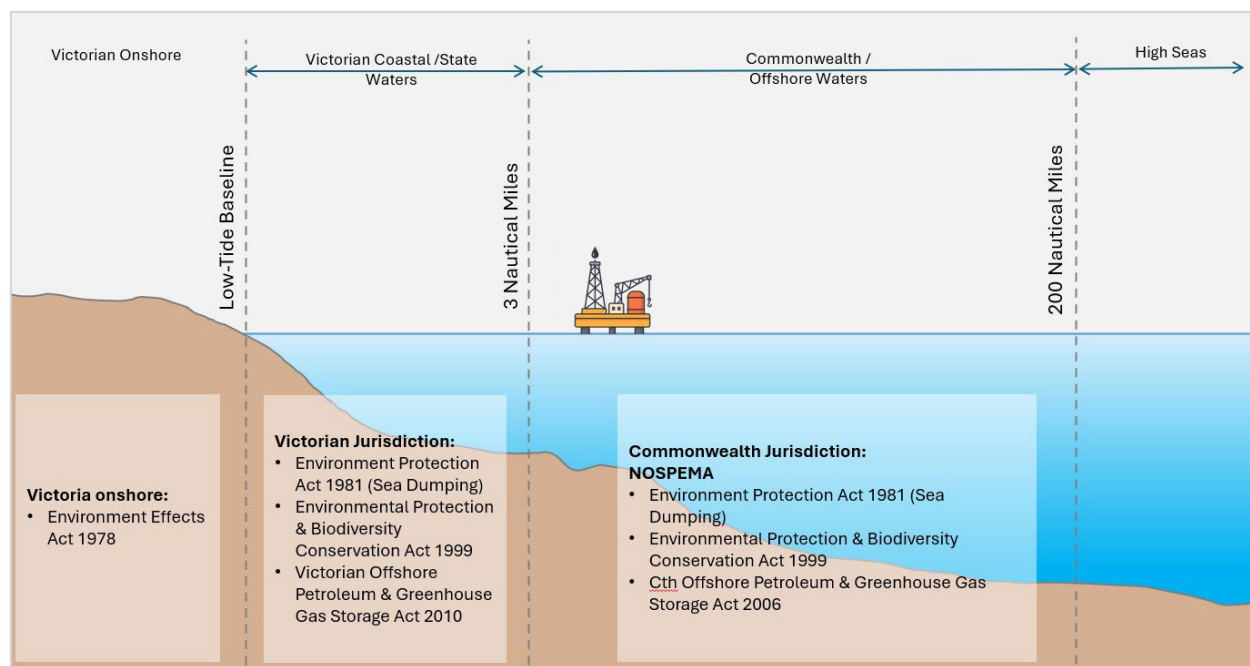 Victorian Onshore
Victorian Coastal /State
Waters
Commonwealth /
Offshore Waters
High Seas
Low-Tide Baseline
3 Nautical Miles
200 Nautical Miles
Victoria onshore:
• Environment Effects
Act 1978
Victorian Jurisdiction:
• Environment Protection
Act 1981 (Sea Dumping)
• Environmental Protection
& Biodiversity
Conservation Act 1999
• Victorian Offshore
Petroleum & Greenhouse
Gas Storage Act 2010
Commonwealth Jurisdiction:
NOSPEMA
• Environment Protection Act 1981 (Sea
Dumping)
• Environmental Protection & Biodiversity
Conservation Act 1999
• Cth Offshore Petroleum & Greenhouse Gas
Storage Act 2006